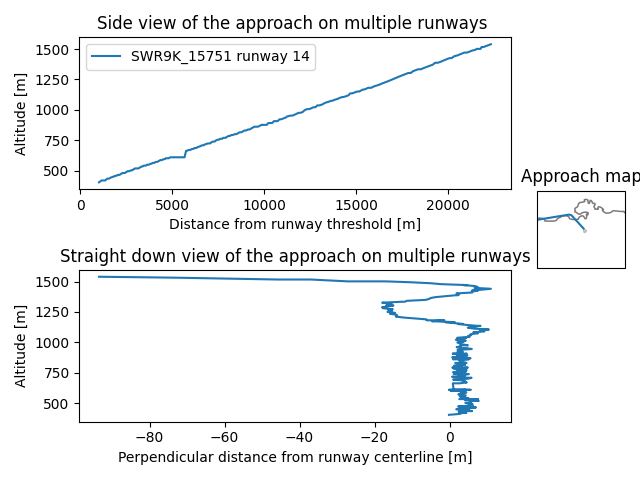 Side view of the approach on multiple runways
1500
1250
1000
750
500
Altitude [m]
SWR9K_15751 runway 14
0
5000
10000
15000
20000
Distance from runway threshold [m]
Approach map
Straight down view of the approach on multiple runways
1500
1250
1000
750
500
Altitude [m]
−80
−60
−40
−20
0
Perpendicular distance from runway centerline [m]